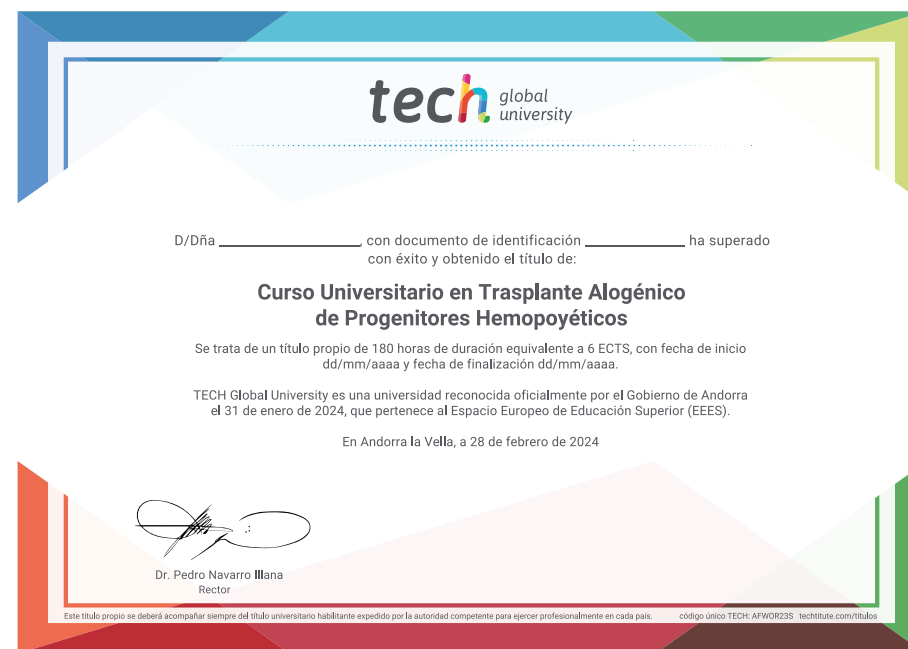 tech global university
D/Dña ____________________, con documento de identificación ______________ ha superado
con éxito y obtenido el título de:
Curso Universitario en Trasplante Alogénico
de Progenitores Hemopoyéticos
Se trata de un título propio de 180 horas de duración equivalente a 6 ECTS, con fecha de inicio
dd/mm/aaaa y fecha de finalización dd/mm/aaaa.
TECH Global University es una universidad reconocida oficialmente por el Gobierno de Andorra
el 31 de enero de 2024, que pertenece al Espacio Europeo de Educación Superior (EEES).
En Andorra la Vella, a 28 de febrero de 2024
Dr. Pedro Navarro Illana
Rector
Este título propio se deberá acompañar siempre del título universitario habilitante expedido por la autoridad competente para ejercer profesionalmente en cada país. código único TECH: AFWOR23S techtitute.com/titulos